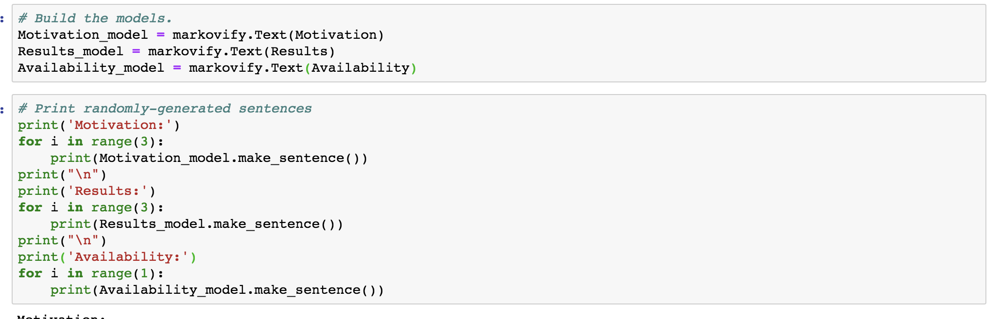 :
# Build the models.
Motivation_model = markovify.Text(Motivation)
Results_model = markovify.Text(Results)
Availability_model = markovify.Text(Availability)
:
# Print randomly-generated sentences
print('Motivation:')
for i in range(3):
    print(Motivation_model.make_sentence())
print("\n")
print('Results:')
for i in range(3):
    print(Results_model.make_sentence())
print("\n")
print('Availability:')
for i in range(1):
    print(Availability_model.make_sentence())
Motivation: